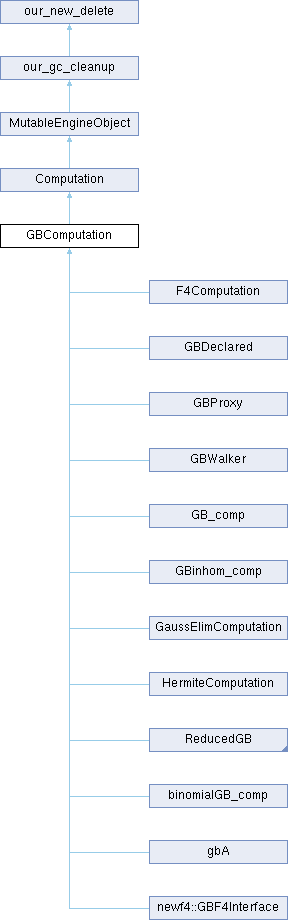 our_new_delete
our_gc_cleanup
MutableEngineObject
Computation
GBComputation
F4Computation
GBDeclared
GBProxy
GBWalker
GB_comp
GBinhom_comp
GaussElimComputation
HermiteComputation
ReducedGB
binomialGB_comp
gbA
newf4::GBF4Interface